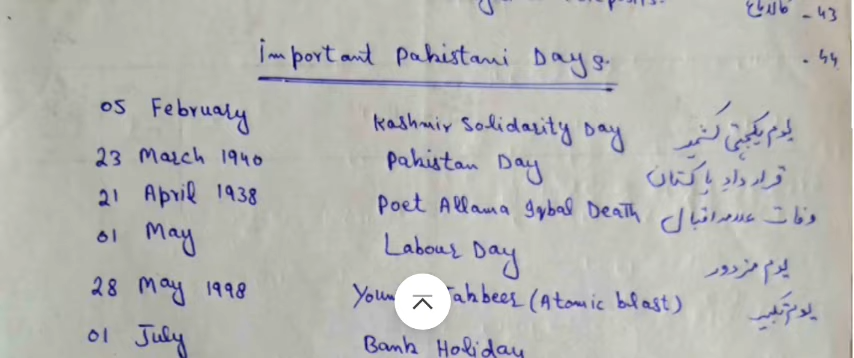 کالاباغ - 43
Important Pakistani Days. - 44
05 February Kashmir Solidarity Day یوم یکجہتی کشمیر
23 March 1940 Pakistan Day قرارداد پاکستان
21 April 1938 Poet Allama Iqbal Death وفات علامہ اقبال
01 May Labour Day یوم مزدور
28 May 1998 Youm Takbeer (Atomic blast) یوم تکبیر
01 July Bank Holiday